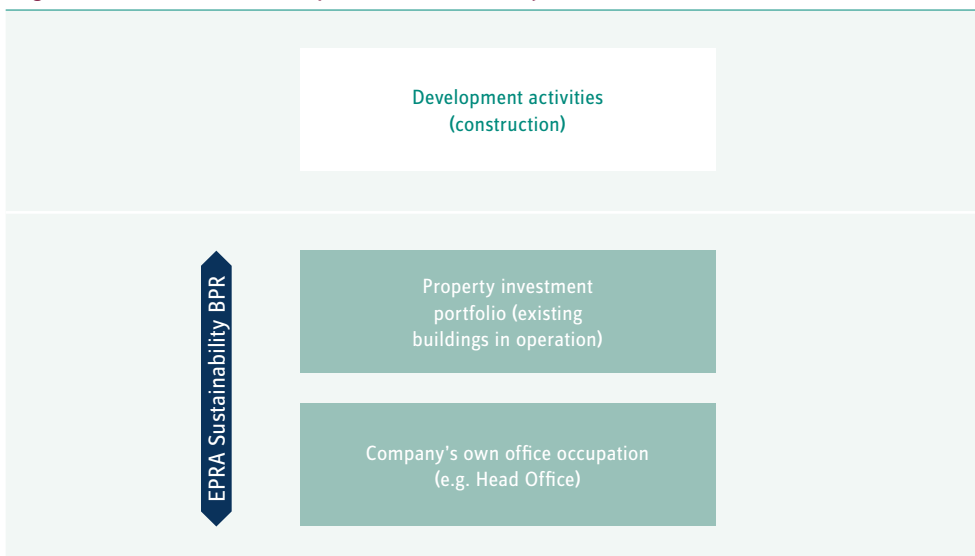 Development activities
(construction)
EPRA Sustainability BPR
Property investment
portfolio (existing
buildings in operation)
Company's own office occupation
(e.g. Head Office)